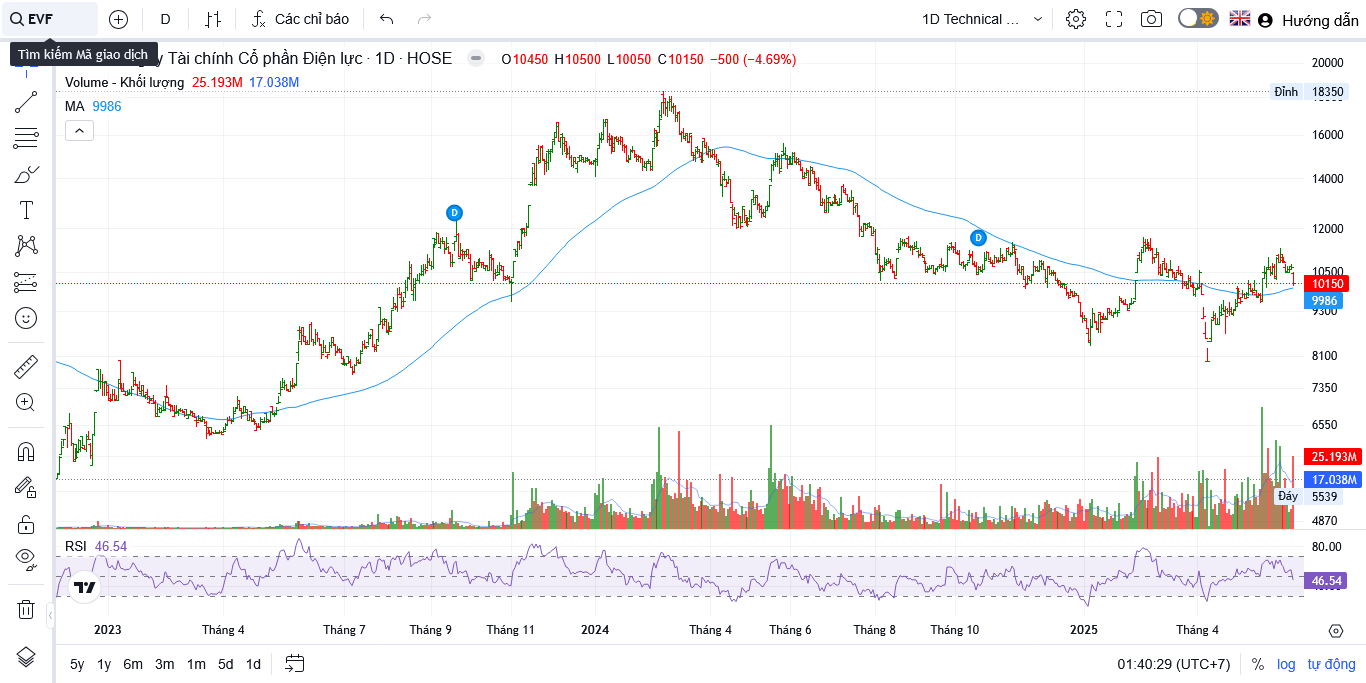 EVF
D
Các chỉ báo
1D Technical ...
Hướng dẫn
Tìm kiếm Mã giao dịch
Tài chính Cổ phần Điện lực · 1D · HOSE
O10450 H10500 L10050 C10150 −500 (−4.69%)
Volume - Khối lượng 25.193M 17.038M
MA 9986
20000
Đỉnh 18350
16000
14000
12000
10500
10150
9986
9300
8100
7350
6550
25.193M
17.038M
Đáy 5539
4870
D
D
RSI 46.54
80.00
46.54
2023 Tháng 4 Tháng 7 Tháng 9 Tháng 11 2024 Tháng 4 Tháng 6 Tháng 8 Tháng 10 2025 Tháng 4
5y 1y 6m 3m 1m 5d 1d
01:40:29 (UTC+7) % log tự động